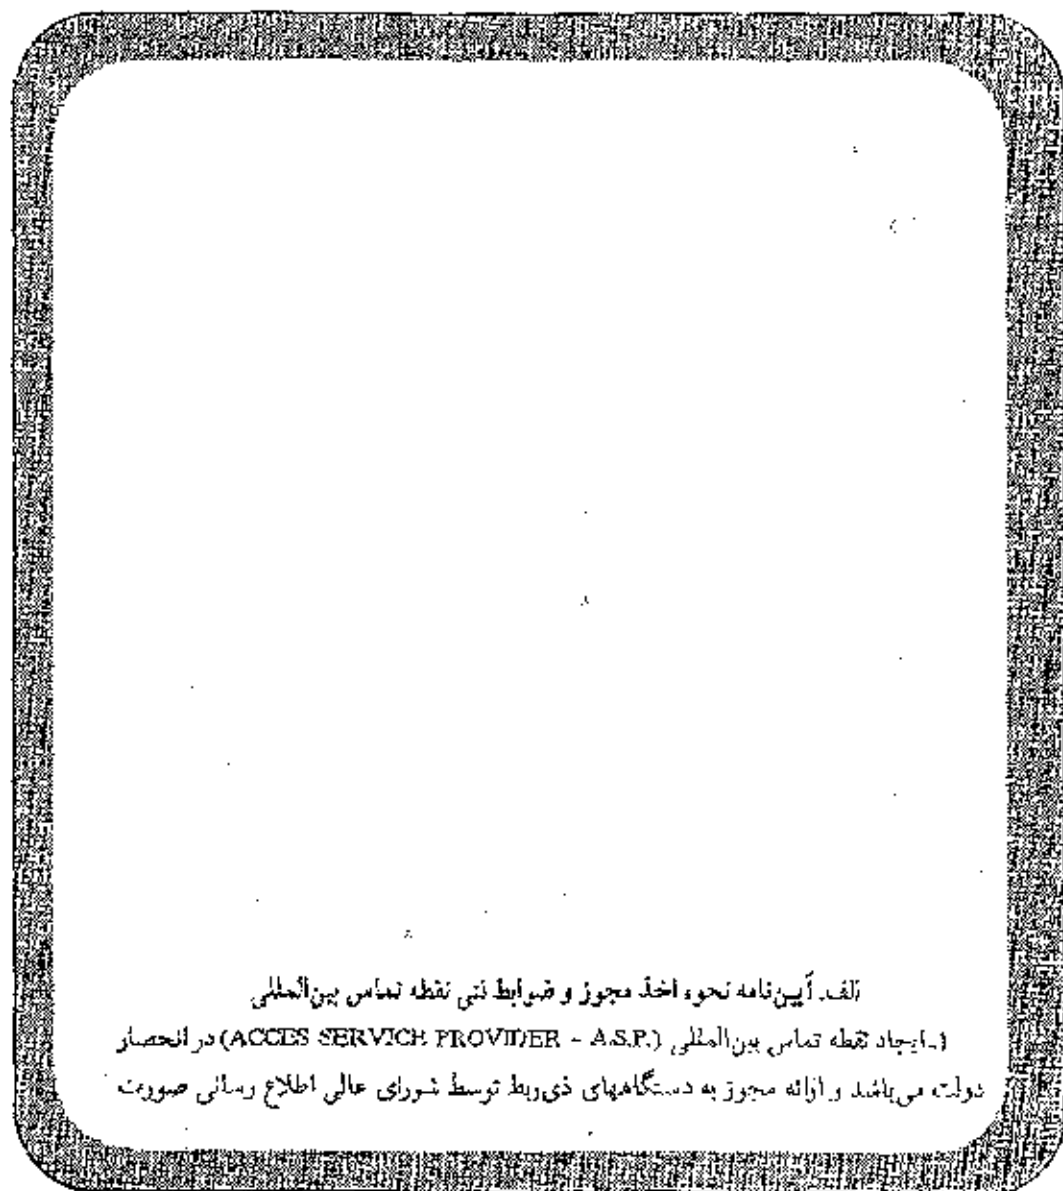 الف. آیین‌نامه نحوه اخذ مجوز و ضوابط فنی نقطه تماس بین‌المللی
۱ـ ایجاد نقطه تماس بین‌المللی (ACCES SERVICE PROVIDER - A.S.P.) در انحصار
دولت می‌باشد و ارائه مجوز به دستگاههای ذی‌ربط توسط شورای عالی اطلاع رسانی صورت